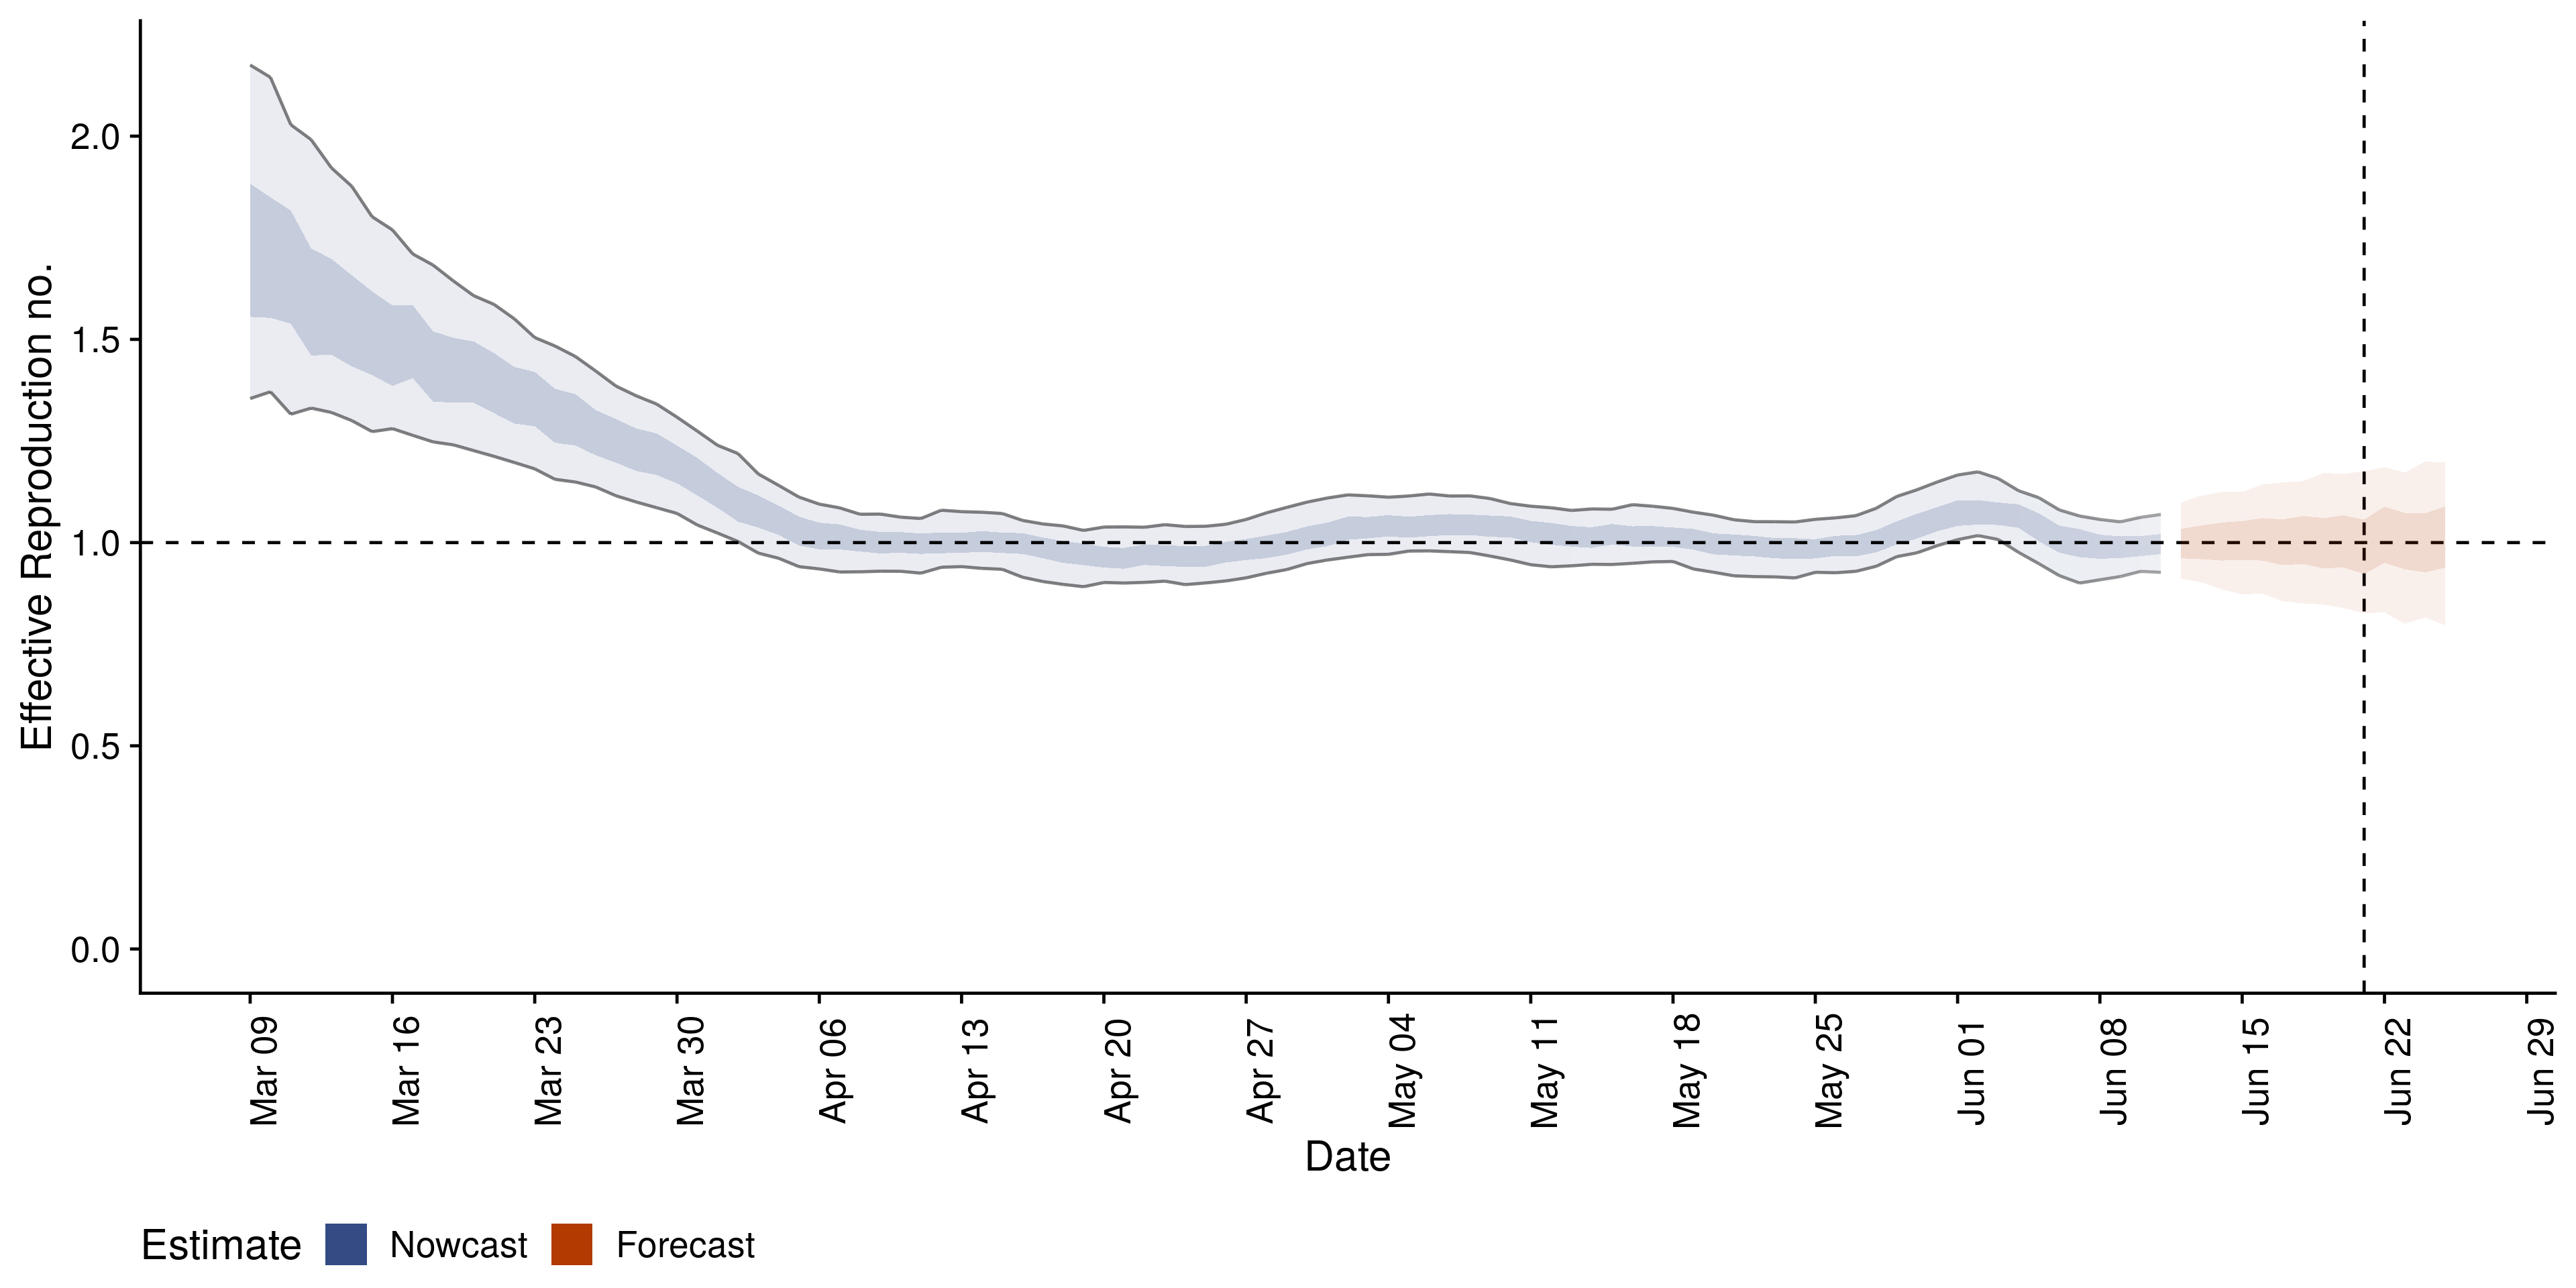 Effective Reproduction no.
2.0
1.5
1.0
0.5
0.0
Mar 09
Mar 16
Mar 23
Mar 30
Apr 06
Apr 13
Apr 20
Apr 27
May 04
May 11
May 18
May 25
Jun 01
Jun 08
Jun 15
Jun 22
Jun 29
Date
Estimate Nowcast Forecast